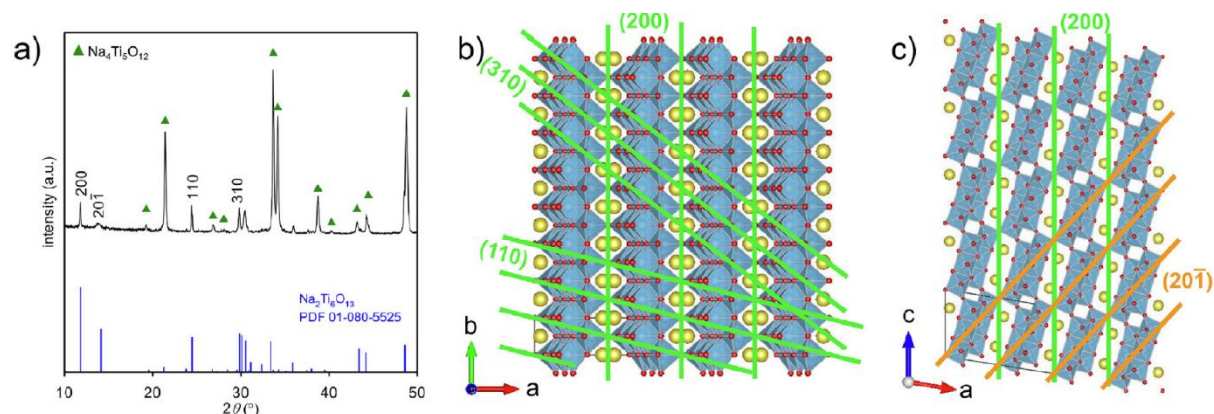 a)
▲ Na₄Ti₅O₁₂
intensity (a.u.)
200
201̅
110
310
Na₂Ti₆O₁₃
PDF 01-080-5525
10 20 30 40 50
2θ(°)
b)
(200)
(310)
(110)
b
a
c)
(200)
(201̅)
c
a